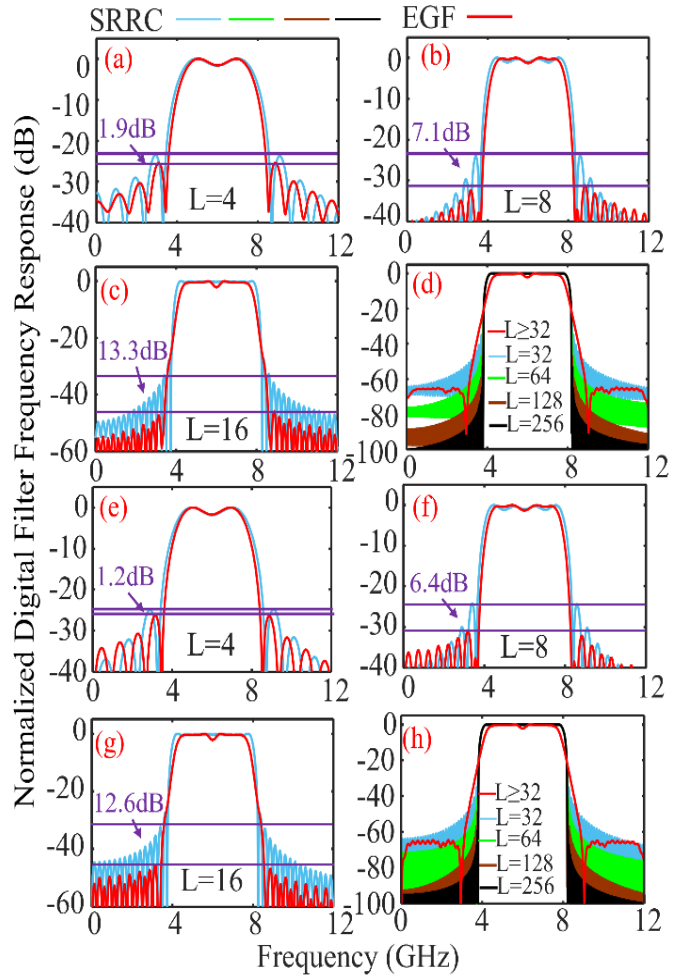 SRRC EGF
Normalized Digital Filter Frequency Response (dB)
(a)
0
-10
-20
-30
-40
1.9dB
L=4
0 4 8 12
(b)
0
-10
-20
-30
-40
7.1dB
L=8
0 4 8 12
(c)
0
-20
-40
-60
13.3dB
L=16
0 4 8 12
(d)
0
-20
-40
-60
-80
-100
L≥32
L=32
L=64
L=128
L=256
0 4 8 12
(e)
0
-10
-20
-30
-40
1.2dB
L=4
0 4 8 12
(f)
0
-10
-20
-30
-40
6.4dB
L=8
0 4 8 12
(g)
0
-20
-40
-60
12.6dB
L=16
0 4 8 12
(h)
0
-20
-40
-60
-80
-100
L≥32
L=32
L=64
L=128
L=256
0 4 8 12
Frequency (GHz)